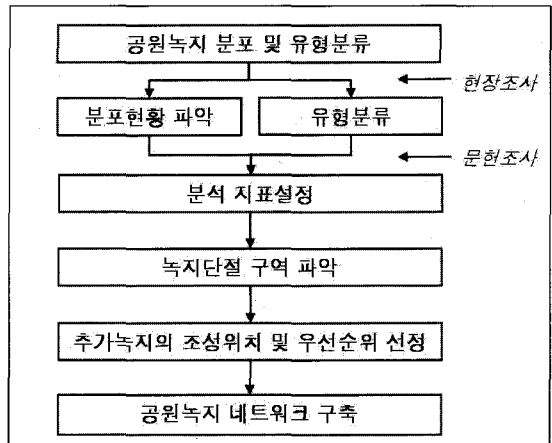 공원녹지 분포 및 유형분류
현장조사
분포현황 파악
유형분류
문헌조사
분석 지표설정
녹지단절 구역 파악
추가녹지의 조성위치 및 우선순위 선정
공원녹지 네트워크 구축